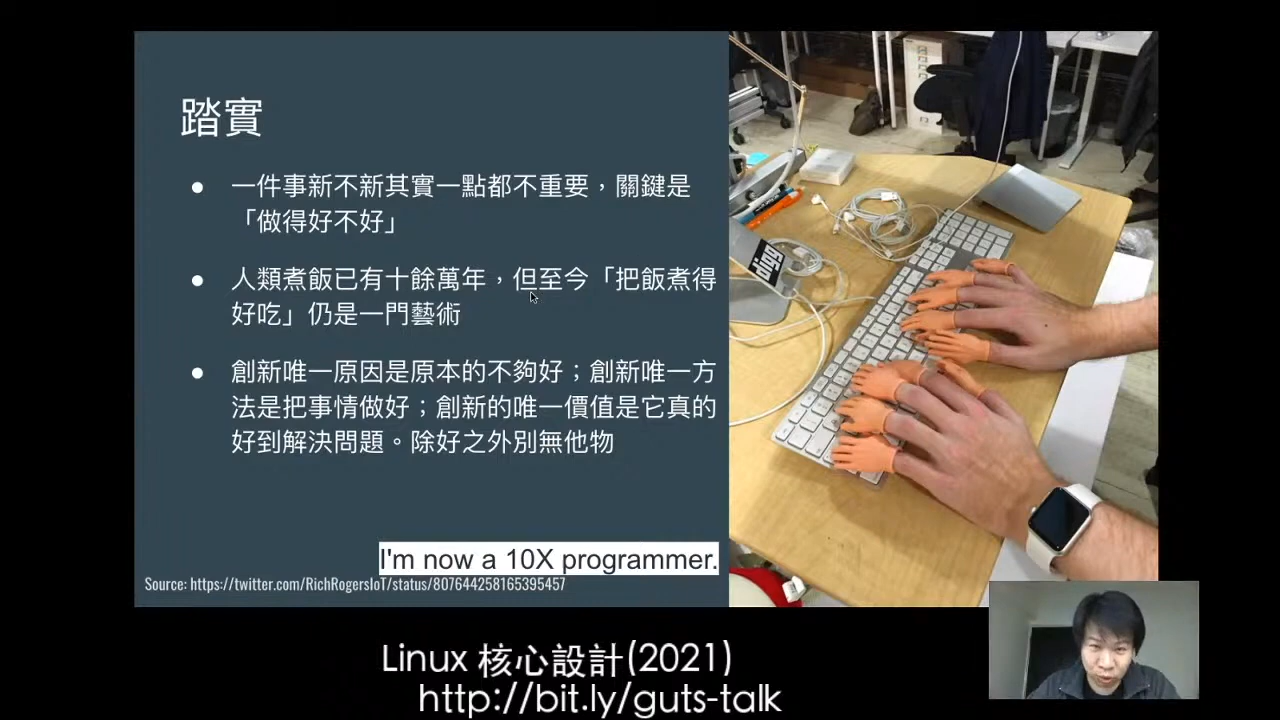 踏實
● 一件事新不新其實一點都不重要，關鍵是
「做得好不好」
● 人類煮飯已有十餘萬年，但至今「把飯煮得
好吃」仍是一門藝術
● 創新唯一原因是原本的不夠好；創新唯一方
法是把事情做好；創新的唯一價值是它真的
好到解決問題。除好之外別無他物
I'm now a 10X programmer.
Source: https://twitter.com/RichRogersIoT/status/807644258165395457
digg
Linux 核心設計(2021)
http://bit.ly/guts-talk